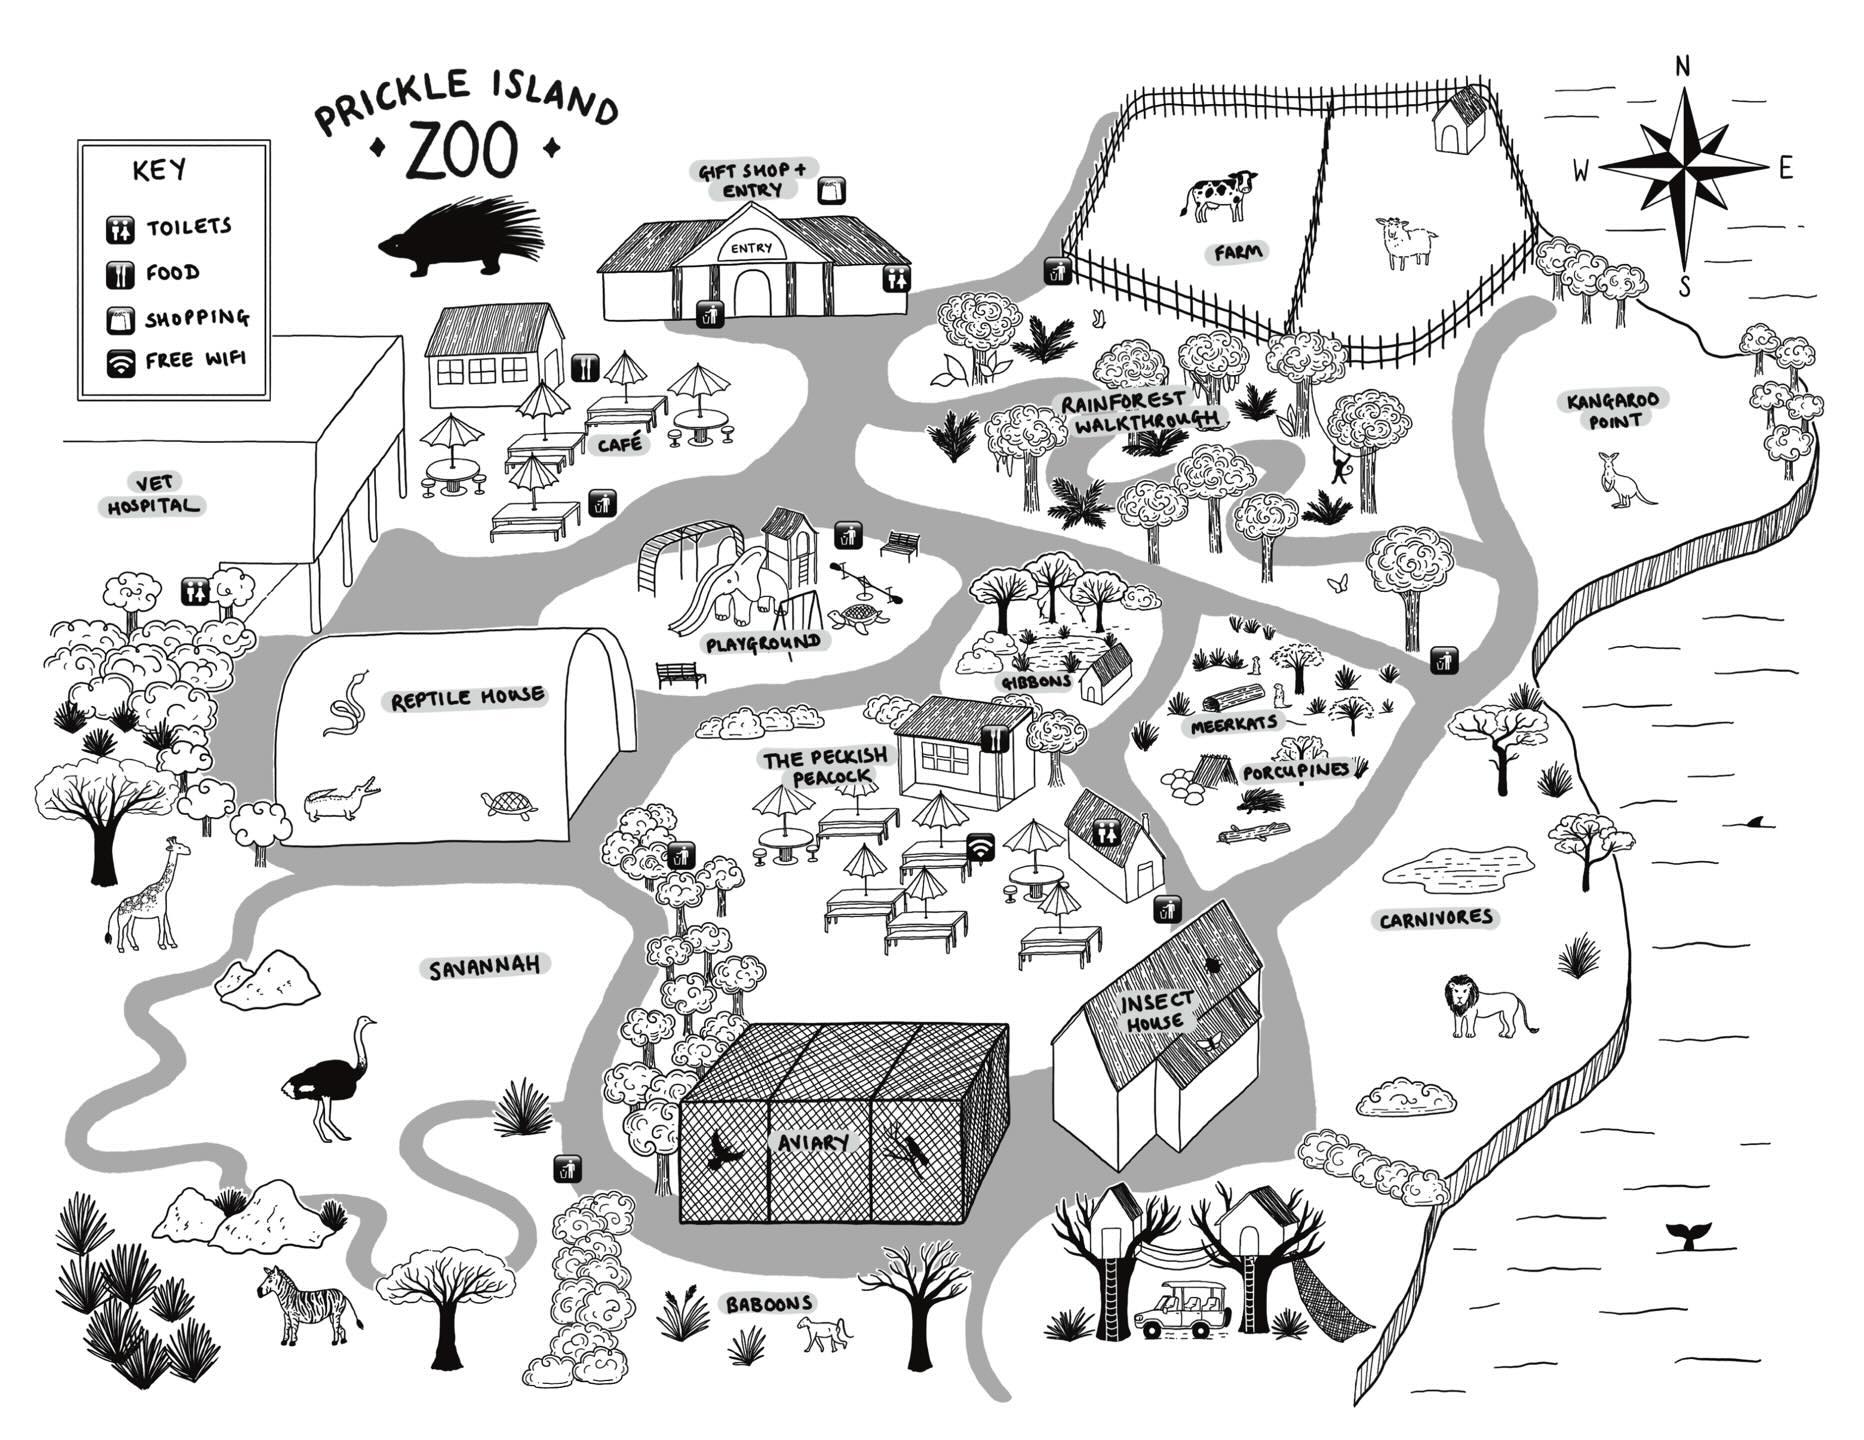 PRICKLE ISLAND
ZOO
KEY
TOILETS
FOOD
SHOPPING
FREE WIFI
GIFT SHOP +
ENTRY
ENTRY
FARM
N
W
E
S
CAFÉ
RAINFOREST
WALKTHROUGH
KANGAROO
POINT
VET
HOSPITAL
PLAYGROUND
GIBBONS
REPTILE HOUSE
MEERKATS
THE PECKISH
PEACOCK
PORCUPINES
CARNIVORES
SAVANNAH
INSECT
HOUSE
AVIARY
BABOONS